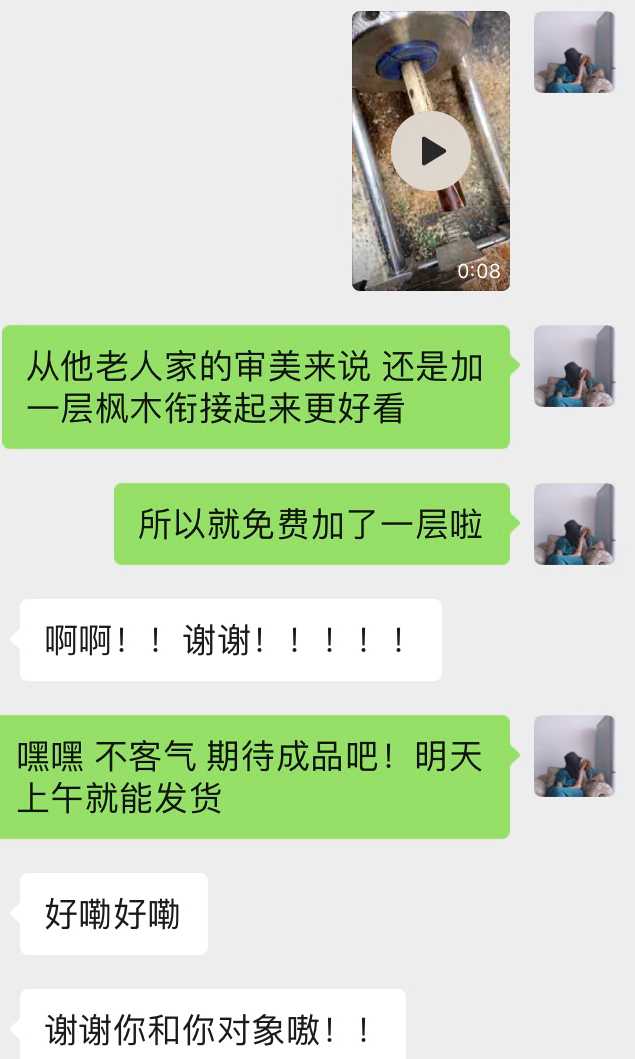 0:08
从他老人家的审美来说 还是加
一层枫木衔接起来更好看
所以就免费加了一层啦
啊啊！！谢谢！！！！！
嘿嘿 不客气 期待成品吧！明天
上午就能发货
好嘞好嘞
谢谢你和你对象嗷！！